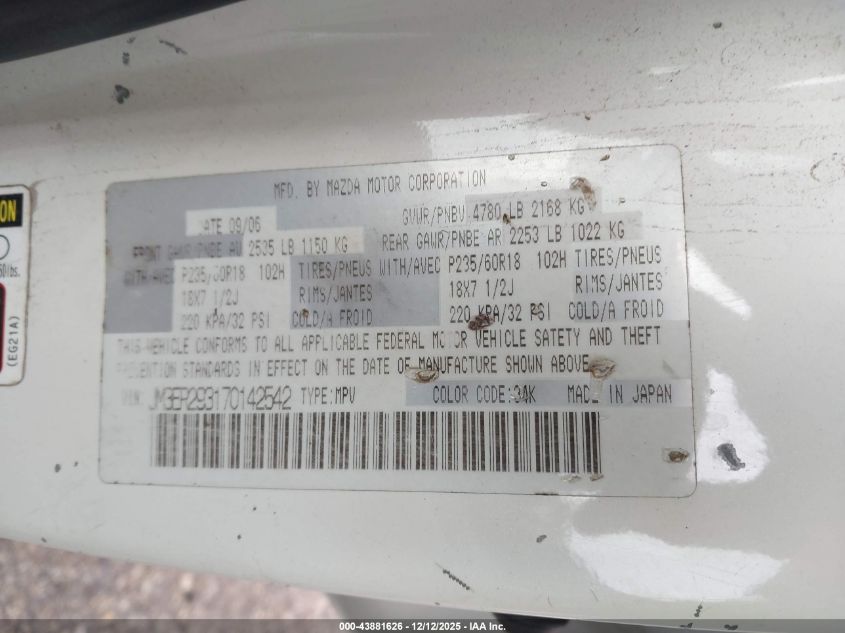 MFD. BY MAZDA MOTOR CORPORATION
DATE 09/06 GVWR/PNBV 4780 LB 2168 KG
FRONT GAWR/PNBE AV 2535 LB 1150 KG REAR GAWR/PNBE AR 2253 LB 1022 KG
WITH/AVEC P235/60R18 102H TIRES/PNEUS WITH/AVEC P235/60R18 102H TIRES/PNEUS
18X7 1/2J RIMS/JANTES 18X7 1/2J RIMS/JANTES
220 KPA/32 PSI COLD/A FROID 220 KPA/32 PSI COLD/A FROID
THIS VEHICLE CONFORMS TO ALL APPLICABLE FEDERAL MOTOR VEHICLE SAFETY AND THEFT
PREVENTION STANDARDS IN EFFECT ON THE DATE OF MANUFACTURE SHOWN ABOVE.
VIN: JM3ER293170142542 TYPE:MPV COLOR CODE:34K MADE IN JAPAN
ION
50lbs.
(EG21A)
000-43881626 - 12/12/2025 - IAA Inc.